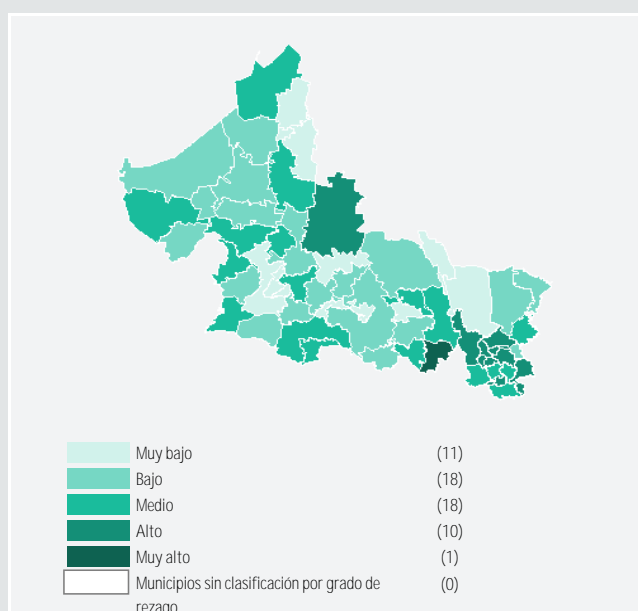 Muy bajo (11)
Bajo (18)
Medio (18)
Alto (10)
Muy alto (1)
Municipios sin clasificación por grado de (0)
rezago